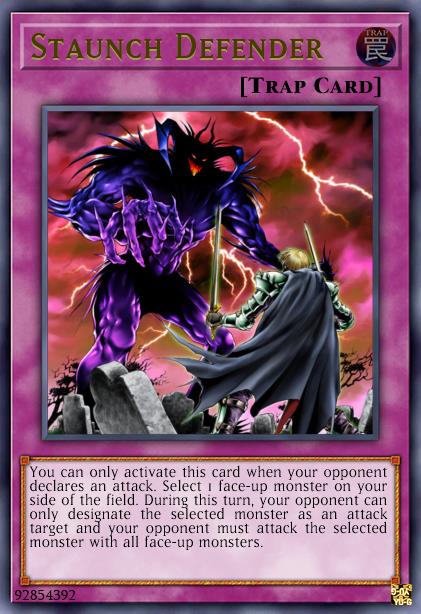 STAUNCH DEFENDER
TRAP
罠
[TRAP CARD]
You can only activate this card when your opponent
declares an attack. Select 1 face-up monster on your
side of the field. During this turn, your opponent can
only designate the selected monster as an attack
target and your opponent must attack the selected
monster with all face-up monsters.
92854392